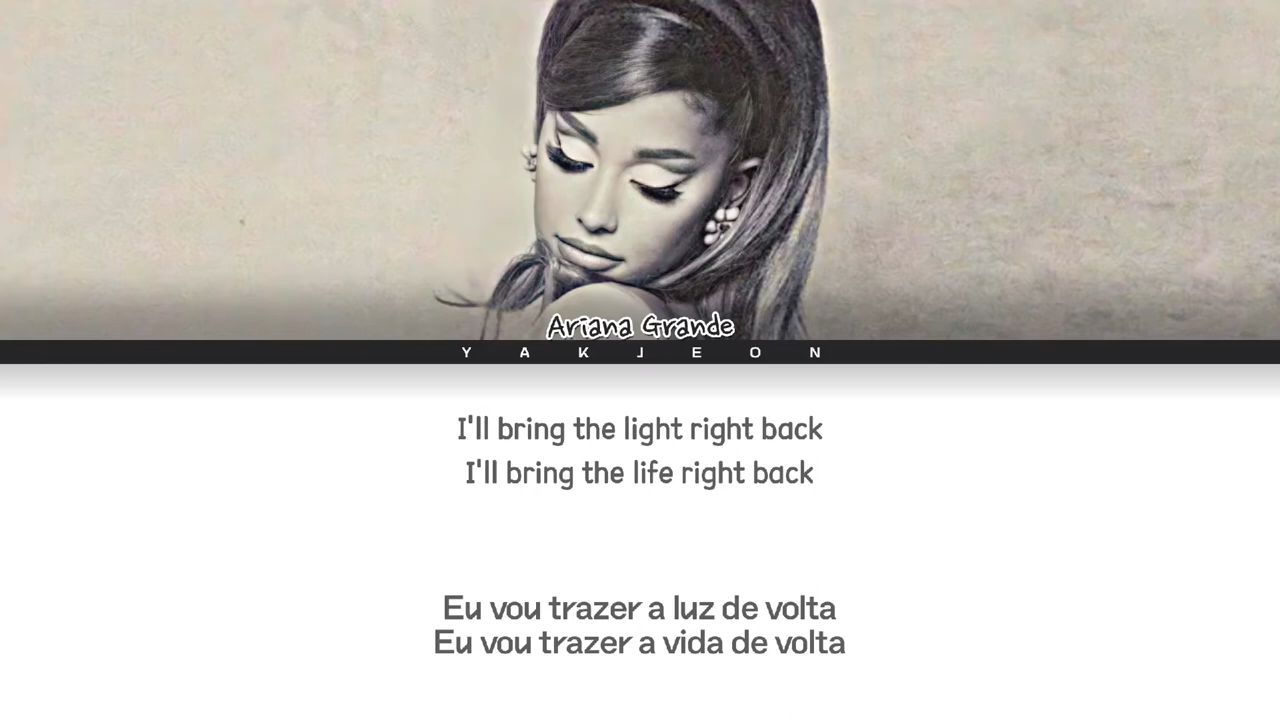 Ariana Grande
YAKJEON
I'll bring the light right back
I'll bring the life right back
Eu vou trazer a luz de volta
Eu vou trazer a vida de volta